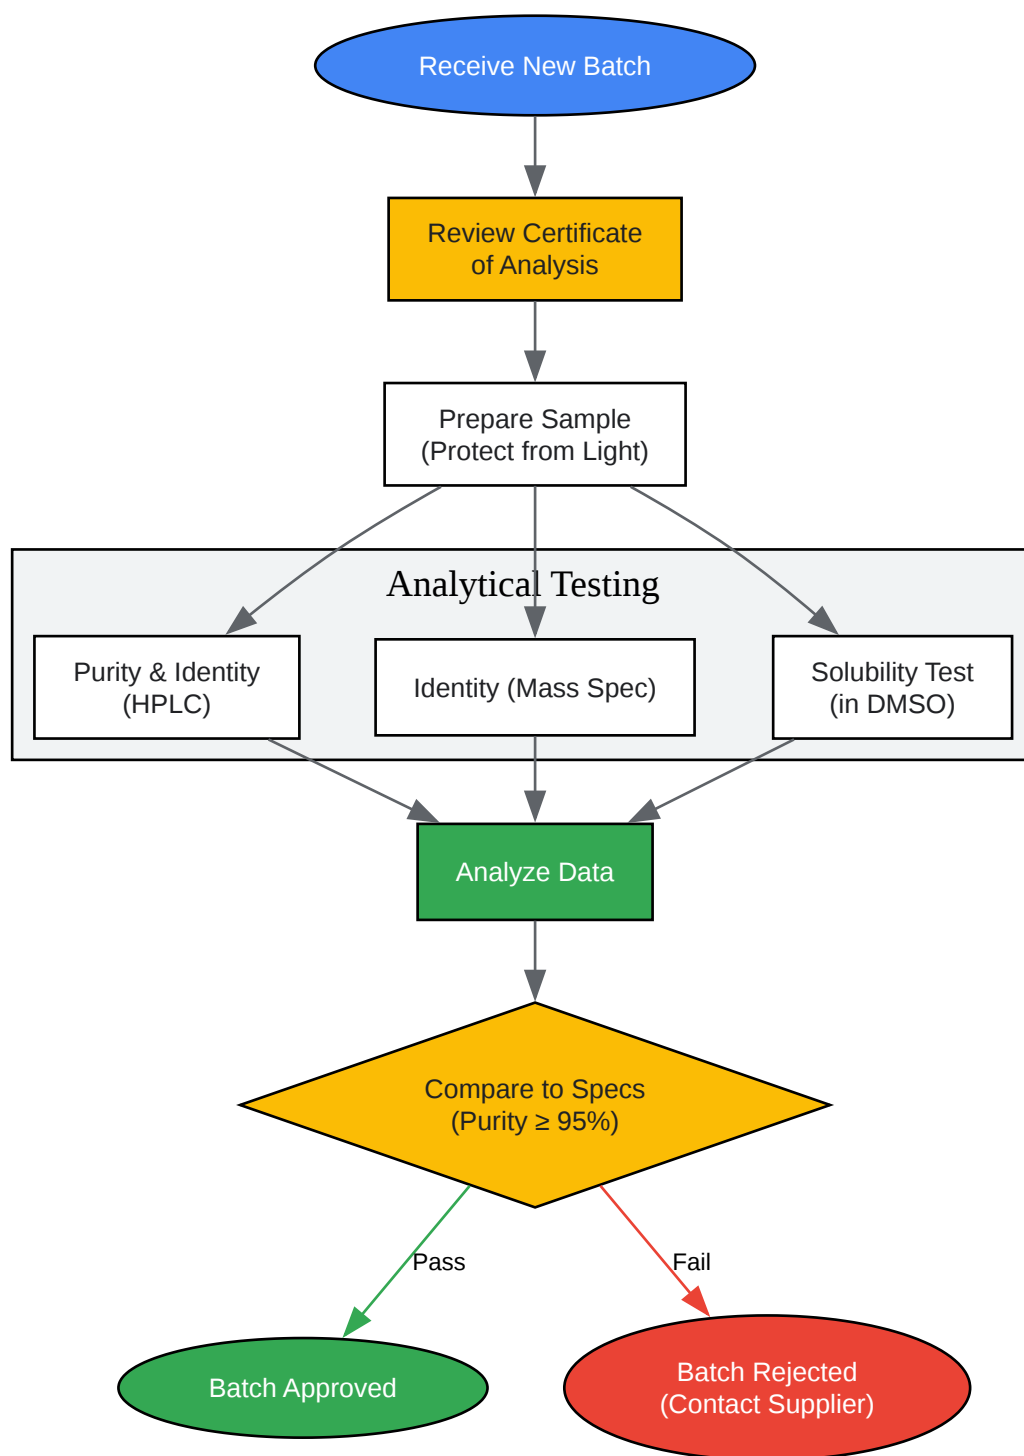 Receive New Batch
Review Certificate
of Analysis
Prepare Sample
(Protect from Light)
Analytical Testing
Purity & Identity
(HPLC)
Identity (Mass Spec)
Solubility Test
(in DMSO)
Analyze Data
Compare to Specs
(Purity ≥ 95%)
Pass
Fail
Batch Approved
Batch Rejected
(Contact Supplier)